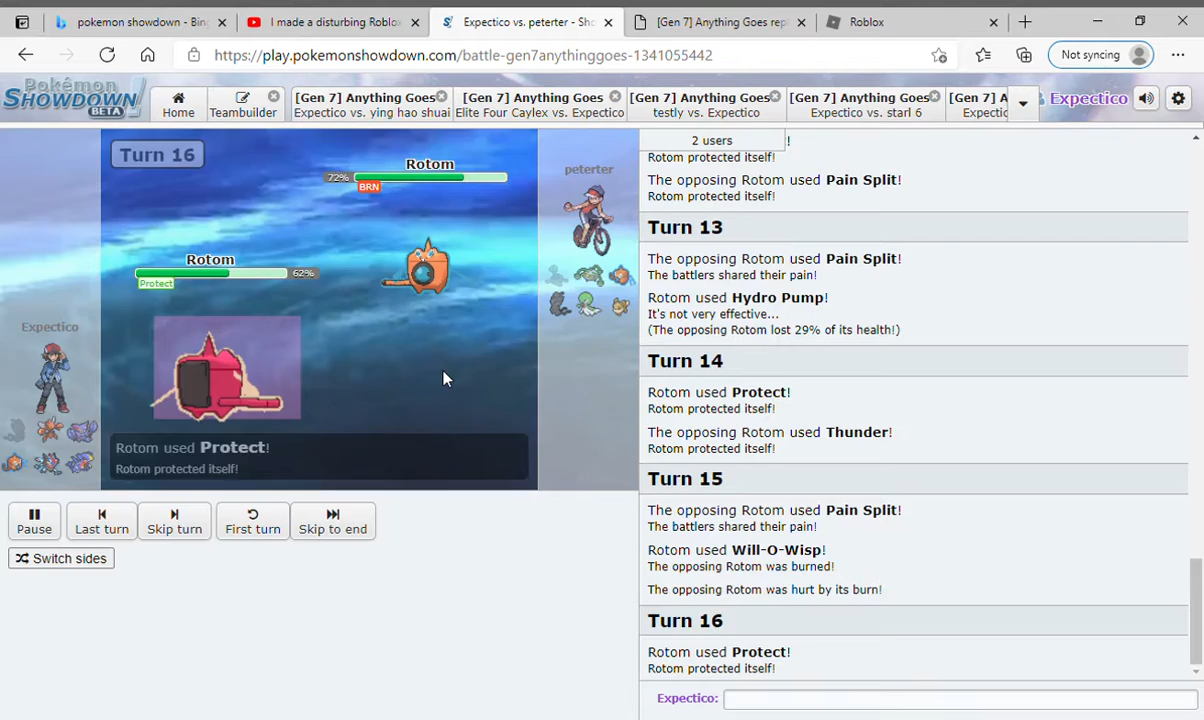 pokemon showdown - Bin
I made a disturbing Roblo
Expectico vs. peterter - Sho
[Gen 7] Anything Goes rep
Roblox
https://play.pokemonshowdown.com/battle-gen7anythinggoes-1341055442
Not syncing
Pokémon
SHOWDOWN
BETA
Home
Teambuilder
[Gen 7] Anything Goes
Expectico vs. ying hao shuai
[Gen 7] Anything Goes
Elite Four Caylex vs. Expectico
[Gen 7] Anything Goes
testly vs. Expectico
[Gen 7] Anything Goes
Expectico vs. starl 6
[Gen 7] A
Expectic
Expectico
Turn 16
Rotom
72%
BRN
Rotom
62%
Protect
peterter
Expectico
Rotom used Protect!
Rotom protected itself!
Pause
Last turn
Skip turn
First turn
Skip to end
Switch sides
2 users
!
Rotom protected itself!
The opposing Rotom used Pain Split!
Rotom protected itself!
Turn 13
The opposing Rotom used Pain Split!
The battlers shared their pain!
Rotom used Hydro Pump!
It's not very effective...
(The opposing Rotom lost 29% of its health!)
Turn 14
Rotom used Protect!
Rotom protected itself!
The opposing Rotom used Thunder!
Rotom protected itself!
Turn 15
The opposing Rotom used Pain Split!
The battlers shared their pain!
Rotom used Will-O-Wisp!
The opposing Rotom was burned!
The opposing Rotom was hurt by its burn!
Turn 16
Rotom used Protect!
Rotom protected itself!
Expectico: